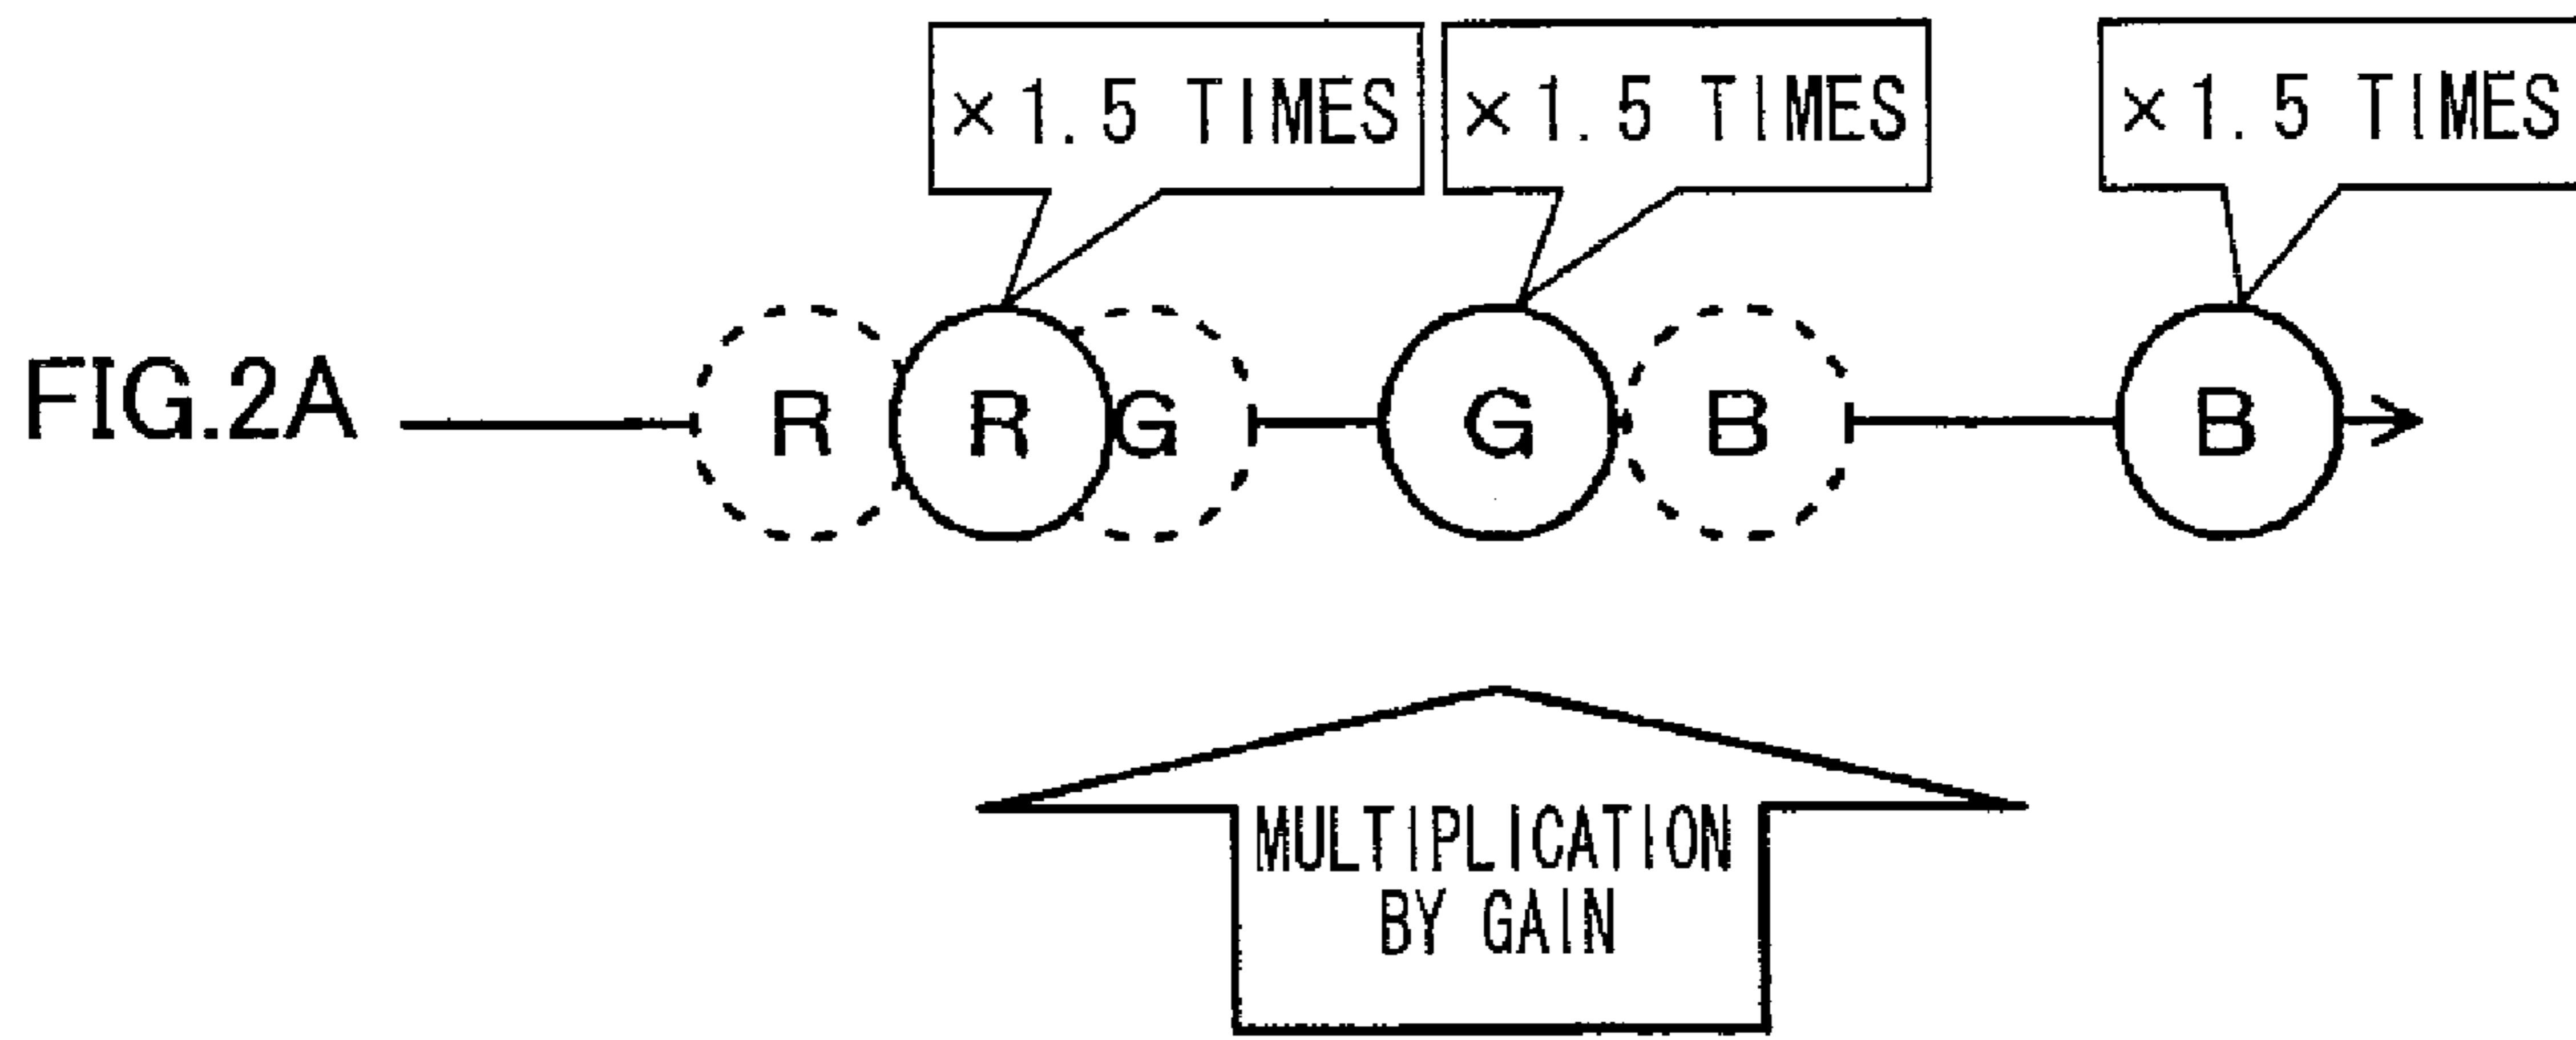 ×1.5 TIMES ×1.5 TIMES ×1.5 TIMES
FIG.2A R R G G B B
MULTIPLICATION
BY GAIN